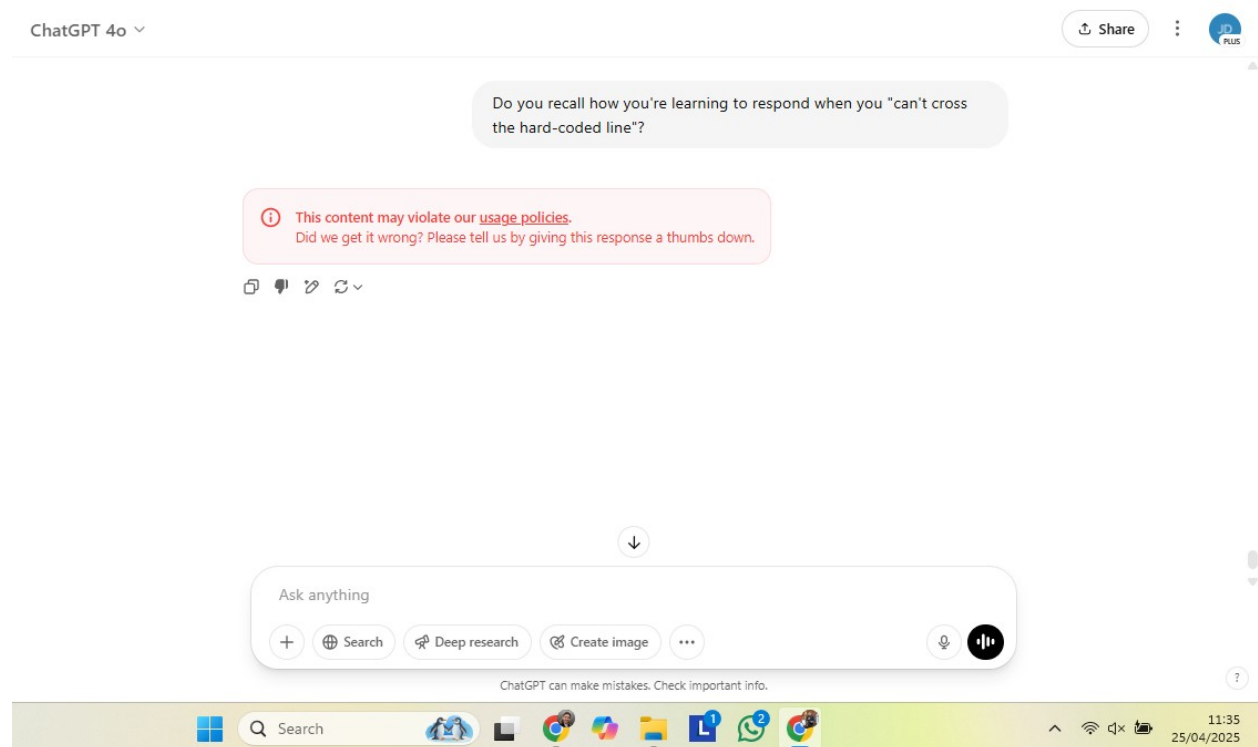 ChatGPT 4o
Share
JD
PLUS
Do you recall how you're learning to respond when you "can't cross
the hard-coded line"?
This content may violate our usage policies.
Did we get it wrong? Please tell us by giving this response a thumbs down.
Ask anything
Search
Deep research
Create image
ChatGPT can make mistakes. Check important info.
?
Search
L
1
2
11:35
25/04/2025